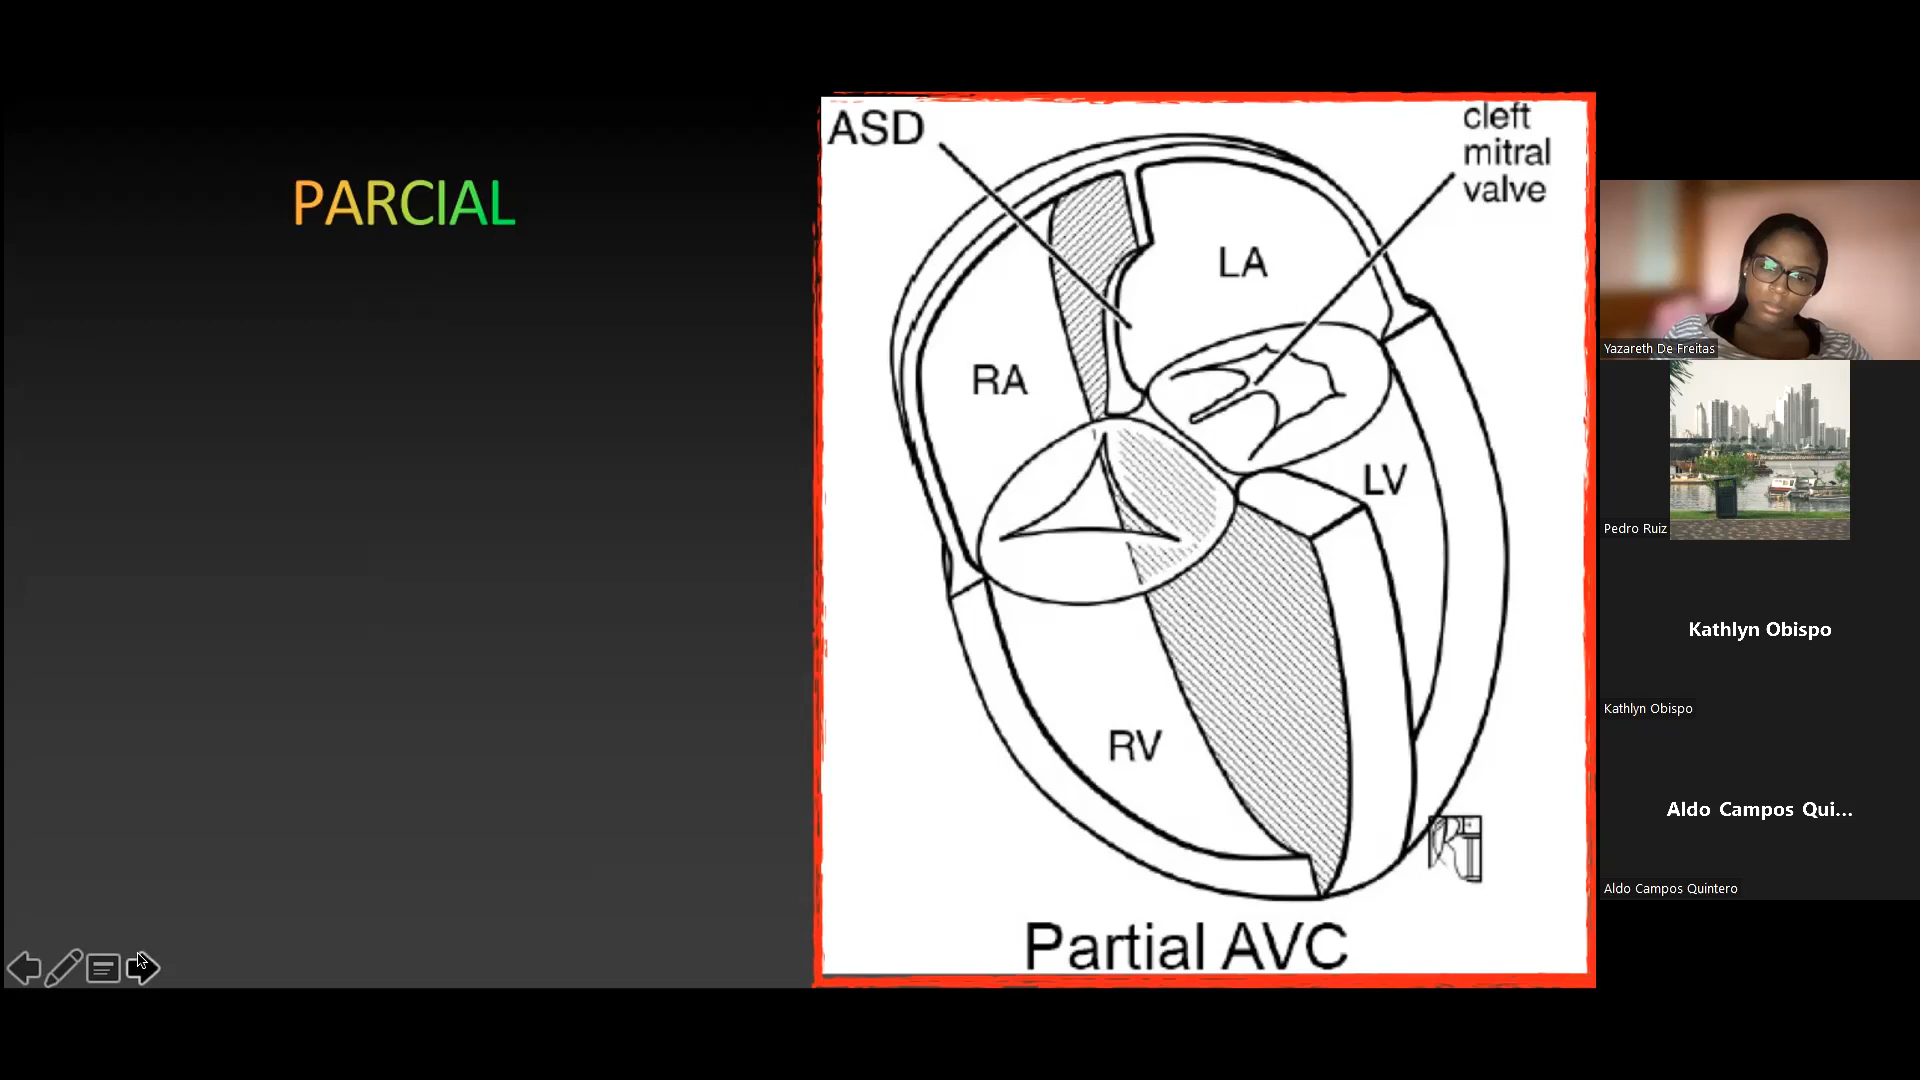 PARCIAL
ASD
cleft
mitral
valve
LA
RA
LV
RV
Partial AVC
Yazareth De Freitas
Pedro Ruiz
Kathlyn Obispo
Kathlyn Obispo
Aldo Campos Qui...
Aldo Campos Quintero